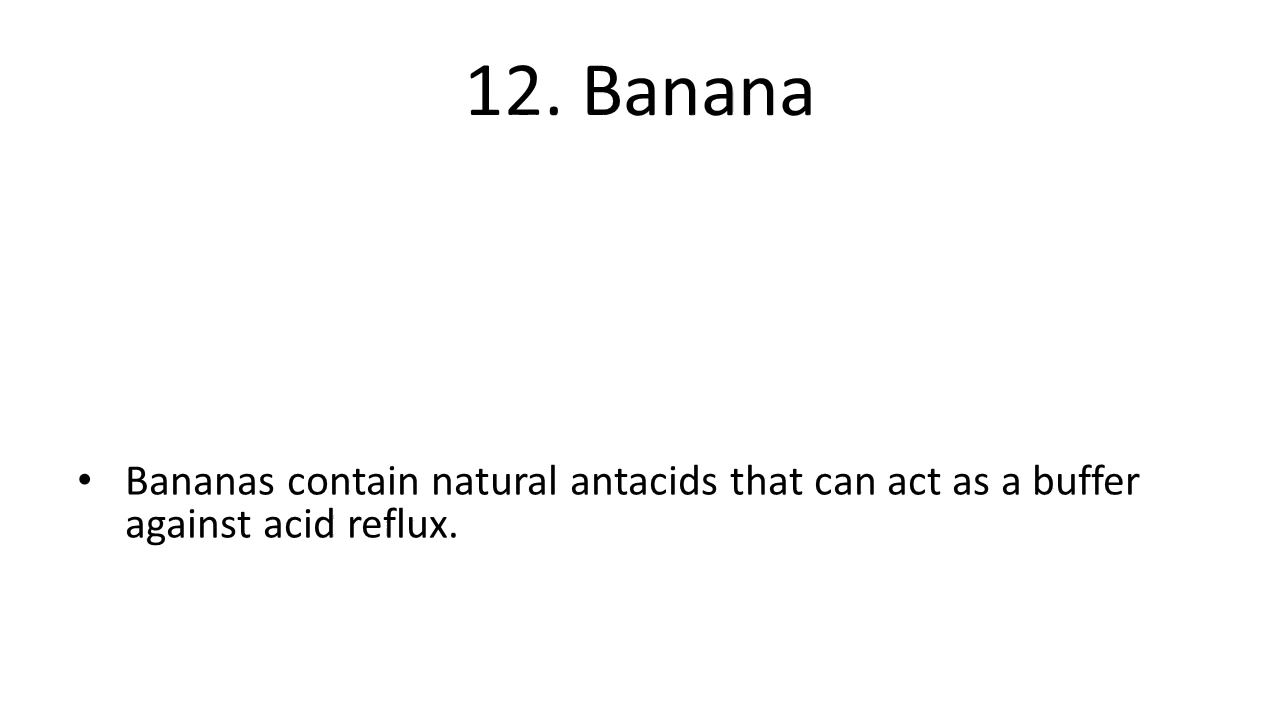 12. Banana
• Bananas contain natural antacids that can act as a buffer
against acid reflux.